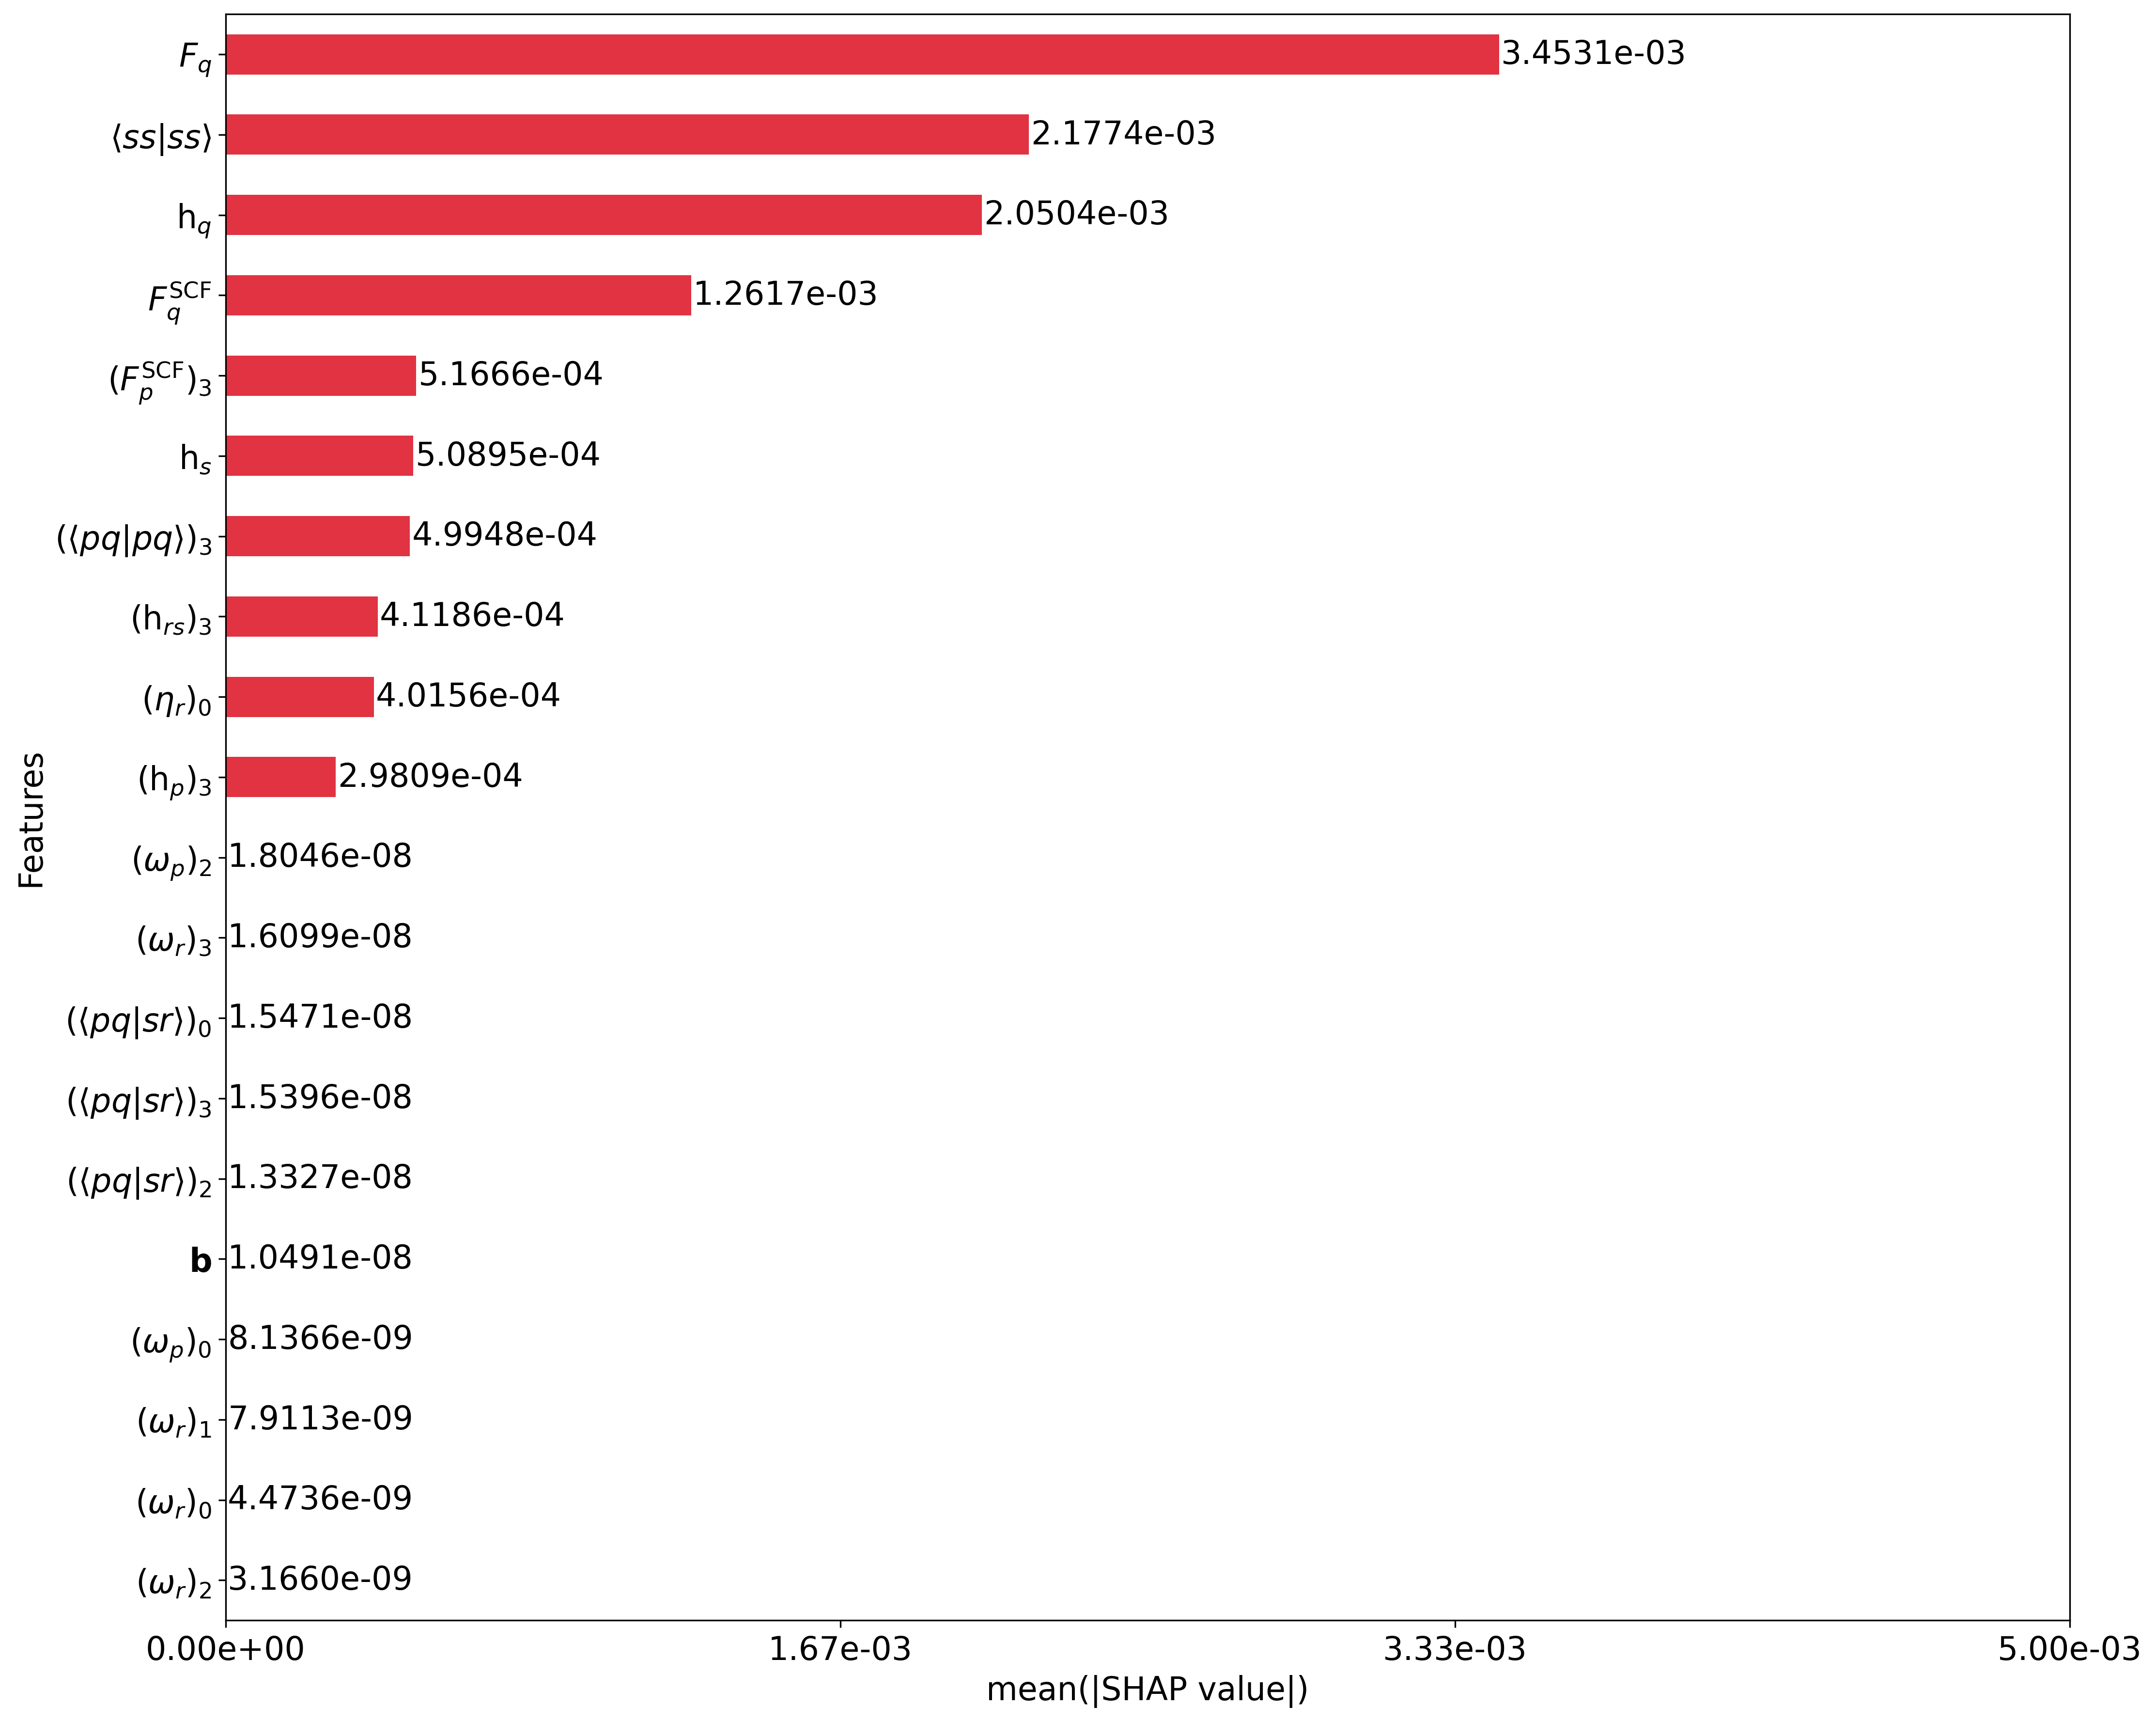 F_q 3.4531e-03
⟨ss|ss⟩ 2.1774e-03
h_q 2.0504e-03
F_q^SCF 1.2617e-03
(F_p^SCF)_3 5.1666e-04
h_s 5.0895e-04
(⟨pq|pq⟩)_3 4.9948e-04
(h_rs)_3 4.1186e-04
(η_r)_0 4.0156e-04
(h_p)_3 2.9809e-04
(ω_p)_2 1.8046e-08
(ω_r)_3 1.6099e-08
(⟨pq|sr⟩)_0 1.5471e-08
(⟨pq|sr⟩)_3 1.5396e-08
(⟨pq|sr⟩)_2 1.3327e-08
b 1.0491e-08
(ω_p)_0 8.1366e-09
(ω_r)_1 7.9113e-09
(ω_r)_0 4.4736e-09
(ω_r)_2 3.1660e-09
Features
0.00e+00 1.67e-03 3.33e-03 5.00e-03
mean(|SHAP value|)